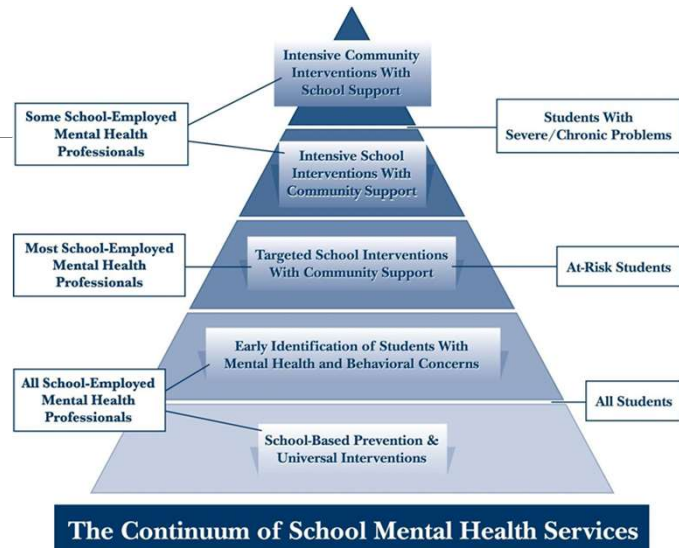 Intensive Community
Interventions With
School Support
Some School-Employed
Mental Health
Professionals
Students With
Severe/Chronic Problems
Intensive School
Interventions With
Community Support
Most School-Employed
Mental Health
Professionals
Targeted School Interventions
With Community Support
At-Risk Students
Early Identification of Students With
Mental Health and Behavioral Concerns
All School-Employed
Mental Health
Professionals
All Students
School-Based Prevention &
Universal Interventions
The Continuum of School Mental Health Services